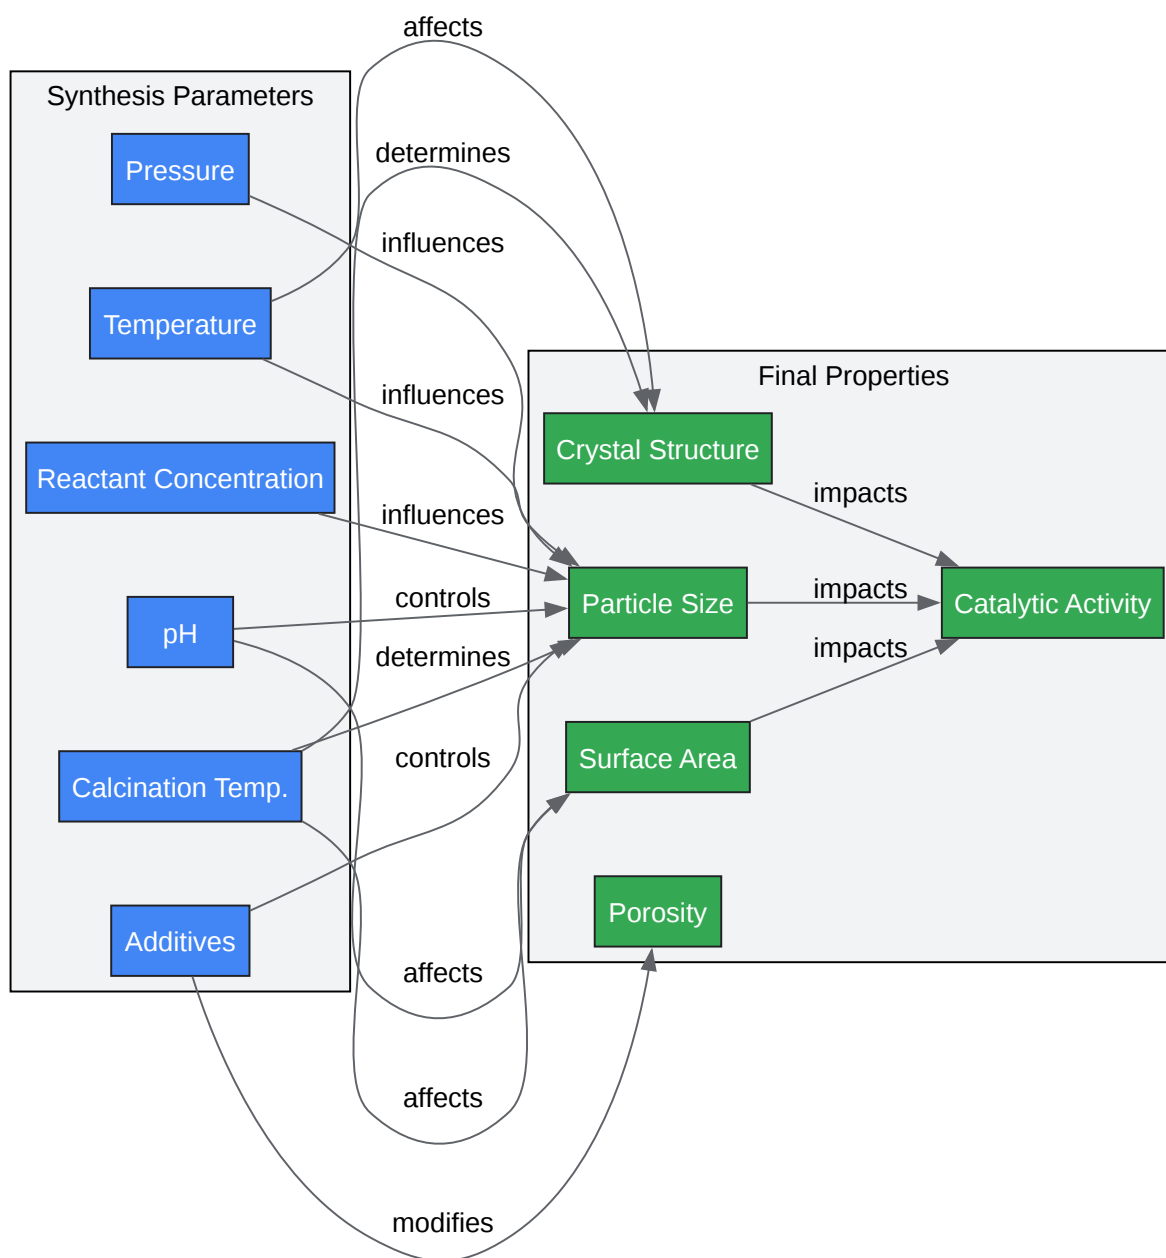 Synthesis Parameters
Pressure
Temperature
Reactant Concentration
pH
Calcination Temp.
Additives
affects
determines
influences
influences
influences
controls
determines
controls
affects
affects
modifies
Final Properties
Crystal Structure
Particle Size
Surface Area
Porosity
impacts
impacts
impacts
Catalytic Activity